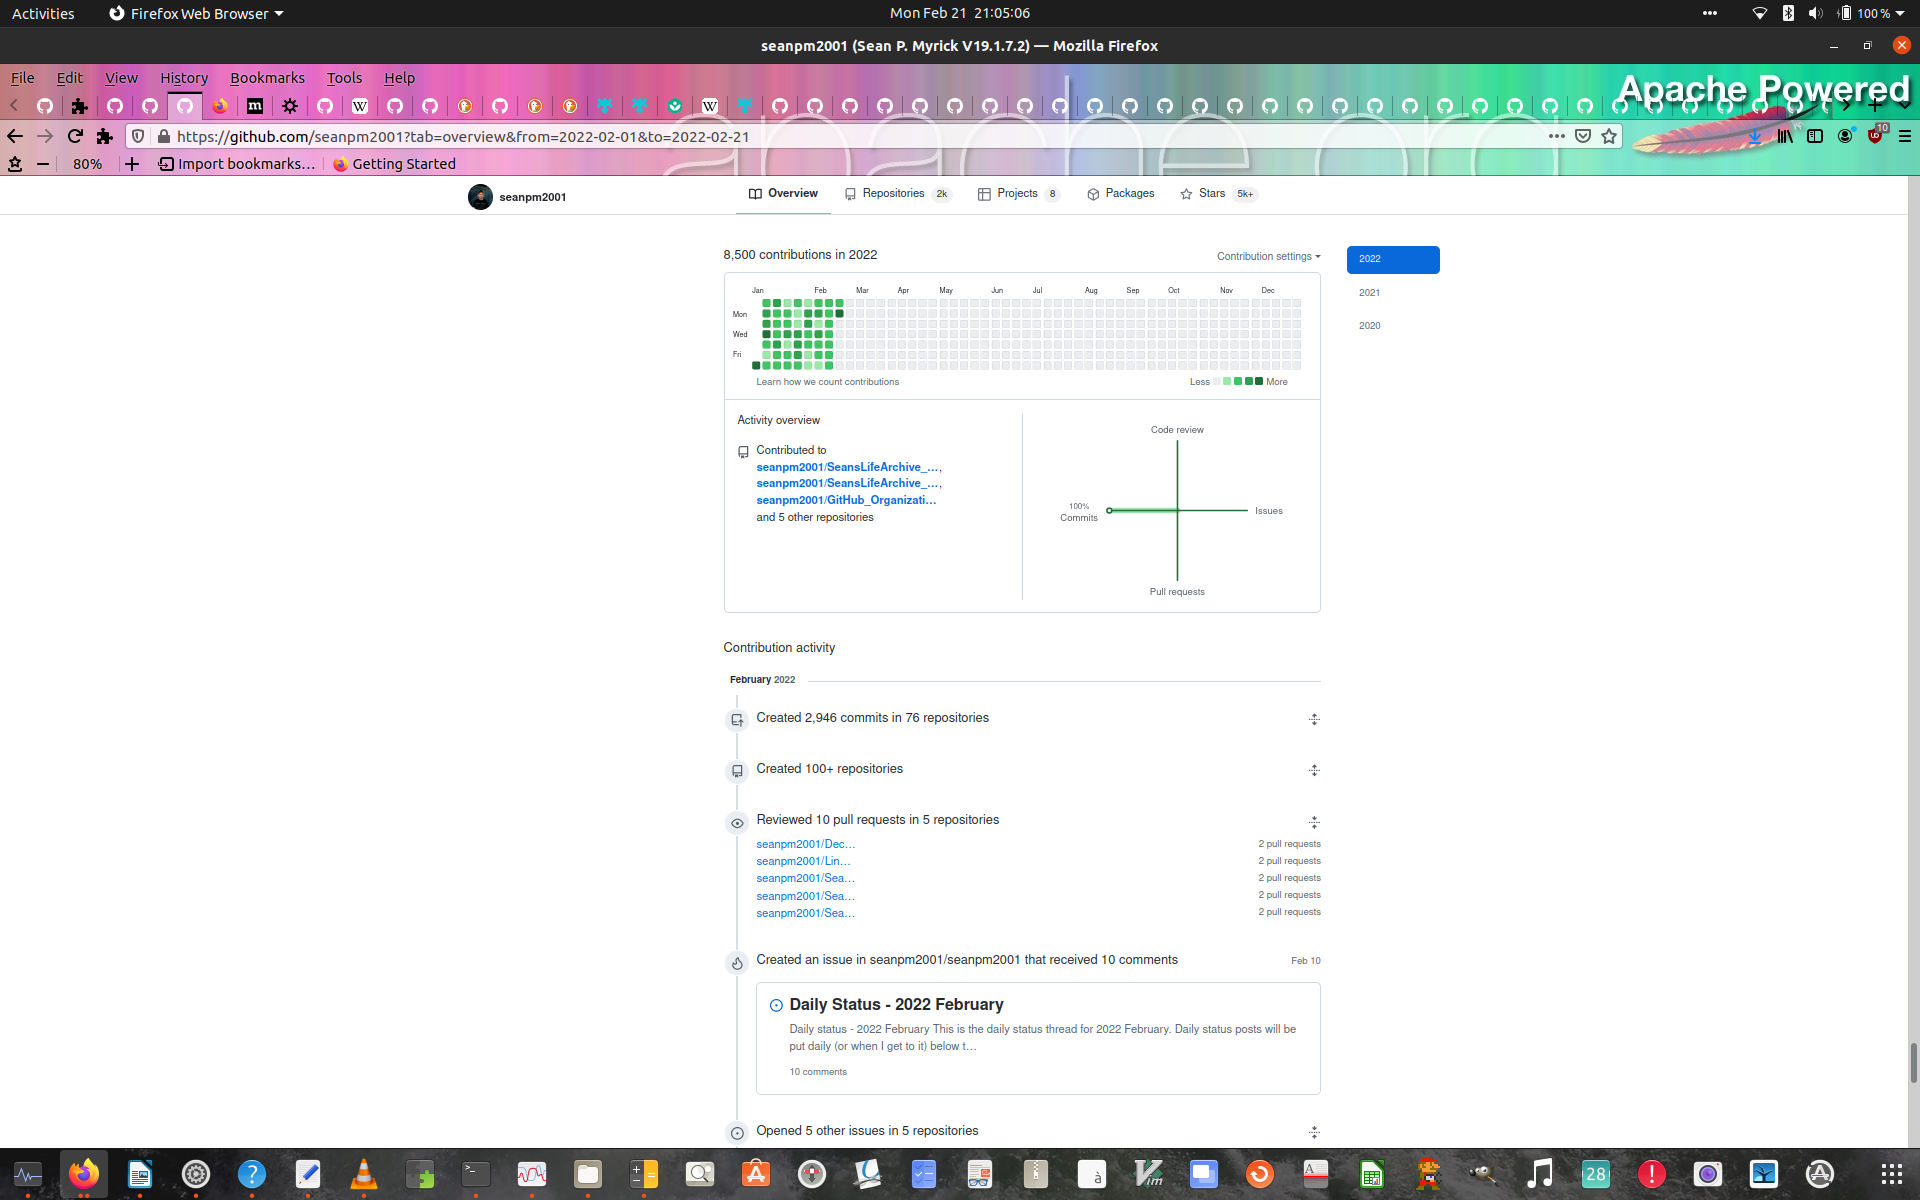 Activities
Firefox Web Browser
Mon Feb 21 21:05:06
100 %
seanpm2001 (Sean P. Myrick V19.1.7.2) — Mozilla Firefox
File Edit View History Bookmarks Tools Help
Apache Powered
https://github.com/seanpm2001?tab=overview&from=2022-02-01&to=2022-02-21
10
80%
Import bookmarks...
Getting Started
apache org
seanpm2001
Overview
Repositories 2k
Projects 8
Packages
Stars 5k+
8,500 contributions in 2022
Contribution settings
2022
2021
2020
Jan Feb Mar Apr May Jun Jul Aug Sep Oct Nov Dec
Mon
Wed
Fri
Learn how we count contributions
Less More
Activity overview
Contributed to
seanpm2001/SeansLifeArchive_...,
seanpm2001/SeansLifeArchive_...,
seanpm2001/GitHub_Organizati...
and 5 other repositories
Code review
100%
Commits
Issues
Pull requests
Contribution activity
February 2022
Created 2,946 commits in 76 repositories
Created 100+ repositories
Reviewed 10 pull requests in 5 repositories
seanpm2001/Dec... 2 pull requests
seanpm2001/Lin... 2 pull requests
seanpm2001/Sea... 2 pull requests
seanpm2001/Sea... 2 pull requests
seanpm2001/Sea... 2 pull requests
Created an issue in seanpm2001/seanpm2001 that received 10 comments Feb 10
Daily Status - 2022 February
Daily status - 2022 February This is the daily status thread for 2022 February. Daily status posts will be
put daily (or when I get to it) below t...
10 comments
Opened 5 other issues in 5 repositories
28